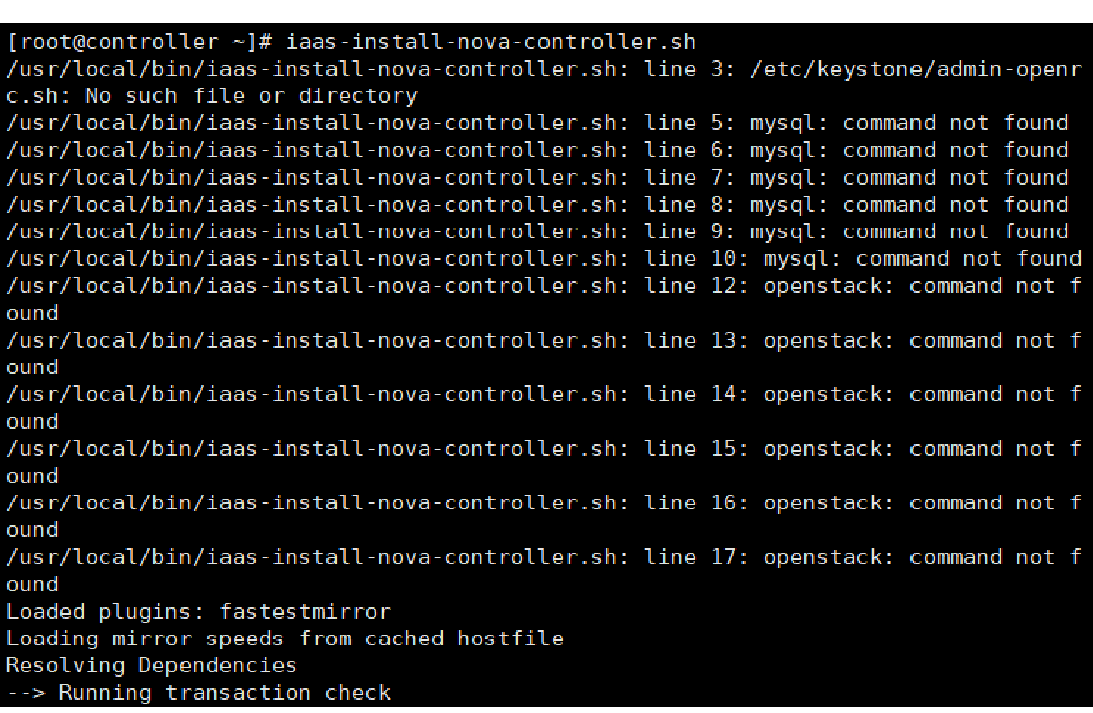 [root@controller ~]# iaas-install-nova-controller.sh
/usr/local/bin/iaas-install-nova-controller.sh: line 3: /etc/keystone/admin-openr
c.sh: No such file or directory
/usr/local/bin/iaas-install-nova-controller.sh: line 5: mysql: command not found
/usr/local/bin/iaas-install-nova-controller.sh: line 6: mysql: command not found
/usr/local/bin/iaas-install-nova-controller.sh: line 7: mysql: command not found
/usr/local/bin/iaas-install-nova-controller.sh: line 8: mysql: command not found
/usr/local/bin/iaas-install-nova-controller.sh: line 9: mysql: command not found
/usr/local/bin/iaas-install-nova-controller.sh: line 10: mysql: command not found
/usr/local/bin/iaas-install-nova-controller.sh: line 12: openstack: command not f
ound
/usr/local/bin/iaas-install-nova-controller.sh: line 13: openstack: command not f
ound
/usr/local/bin/iaas-install-nova-controller.sh: line 14: openstack: command not f
ound
/usr/local/bin/iaas-install-nova-controller.sh: line 15: openstack: command not f
ound
/usr/local/bin/iaas-install-nova-controller.sh: line 16: openstack: command not f
ound
/usr/local/bin/iaas-install-nova-controller.sh: line 17: openstack: command not f
ound
Loaded plugins: fastestmirror
Loading mirror speeds from cached hostfile
Resolving Dependencies
--> Running transaction check